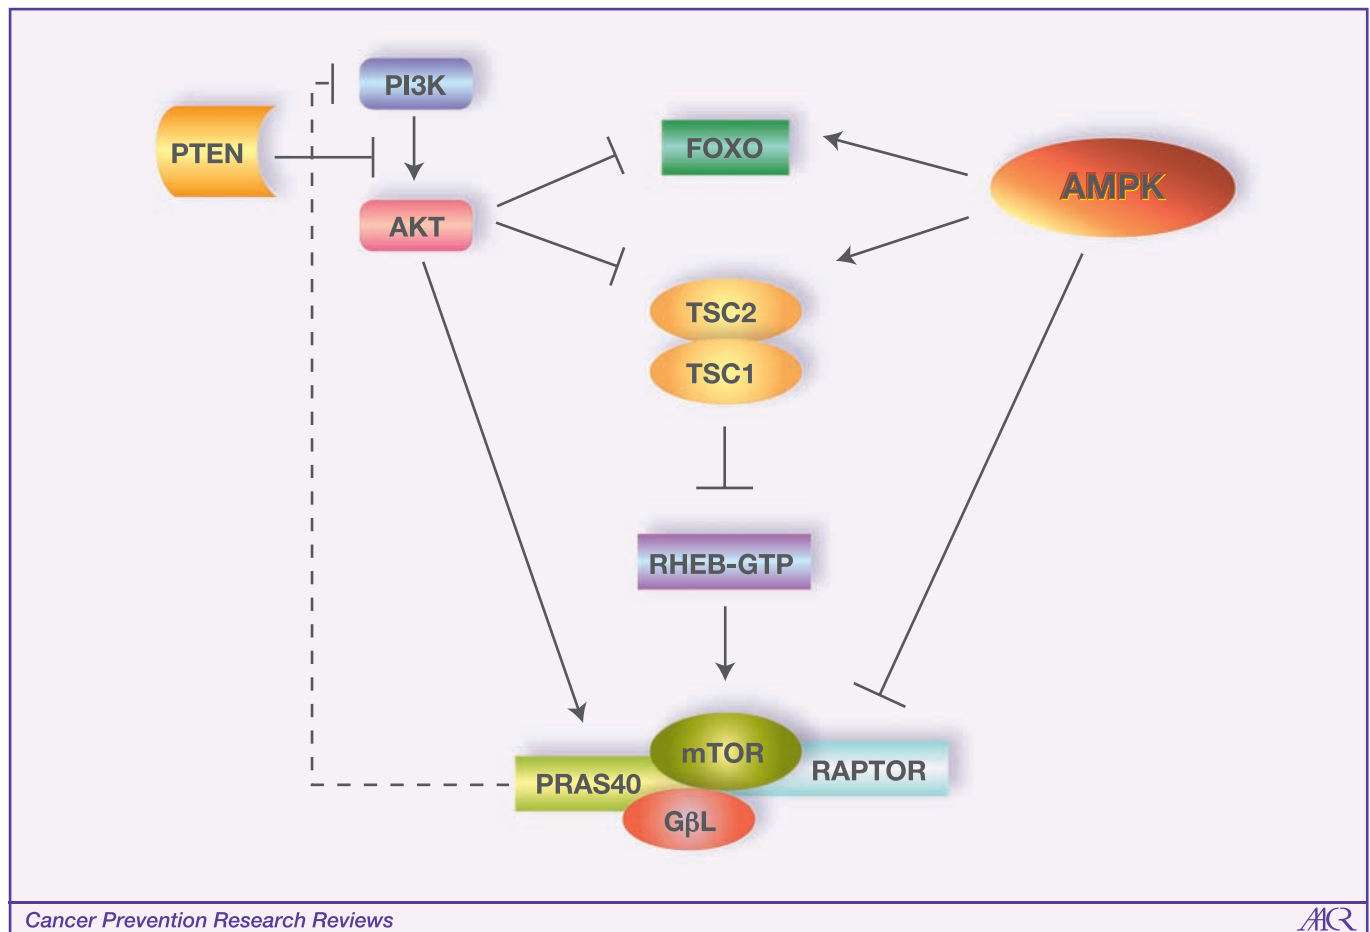 PI3K
PTEN
FOXO
AMPK
AKT
TSC2
TSC1
RHEB-GTP
mTOR
RAPTOR
PRAS40
GβL
Cancer Prevention Research Reviews
AACR